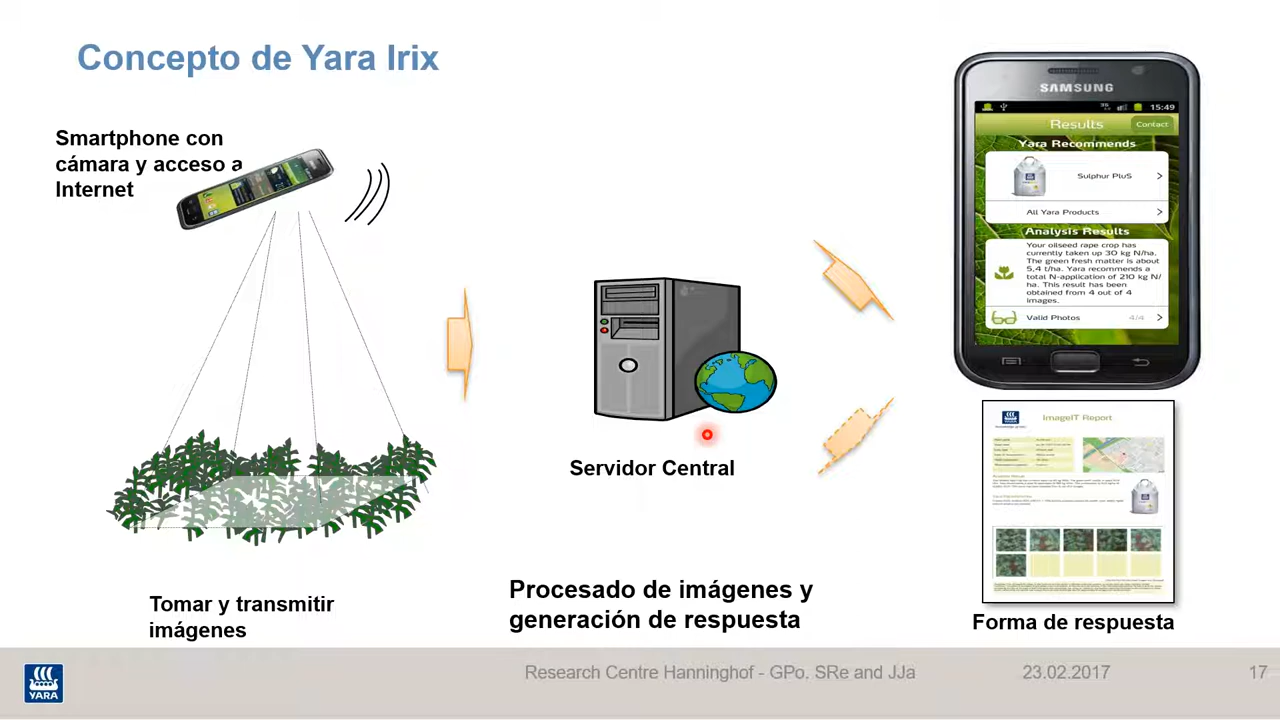 Concepto de Yara Irix
Smartphone con
cámara y acceso a
Internet
Tomar y transmitir
imágenes
Servidor Central
Procesado de imágenes y
generación de respuesta
SAMSUNG
3G
15:49
Results
Contact
Yara Recommends
Sulphur PluS
All Yara Products
Analysis Results
Your oilseed rape crop has
currently taken up 30 kg N/ha.
The green fresh matter is about
5,4 t/ha. Yara recommends a
total N-application of 210 kg N/
ha. This result has been
obtained from 4 out of 4
images.
Valid Photos
4/4
ImageIT Report
Forma de respuesta
YARA
Research Centre Hanninghof - GPo. SRe and JJa
23.02.2017
17